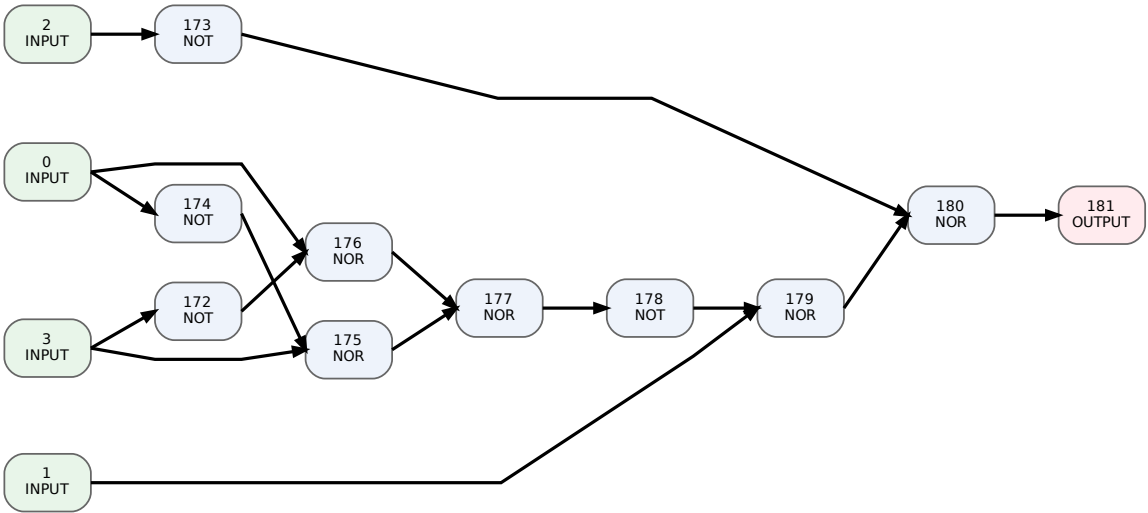 2
INPUT
173
NOT
0
INPUT
174
NOT
180
NOR
181
OUTPUT
176
NOR
172
NOT
177
NOR
178
NOT
179
NOR
3
INPUT
175
NOR
1
INPUT